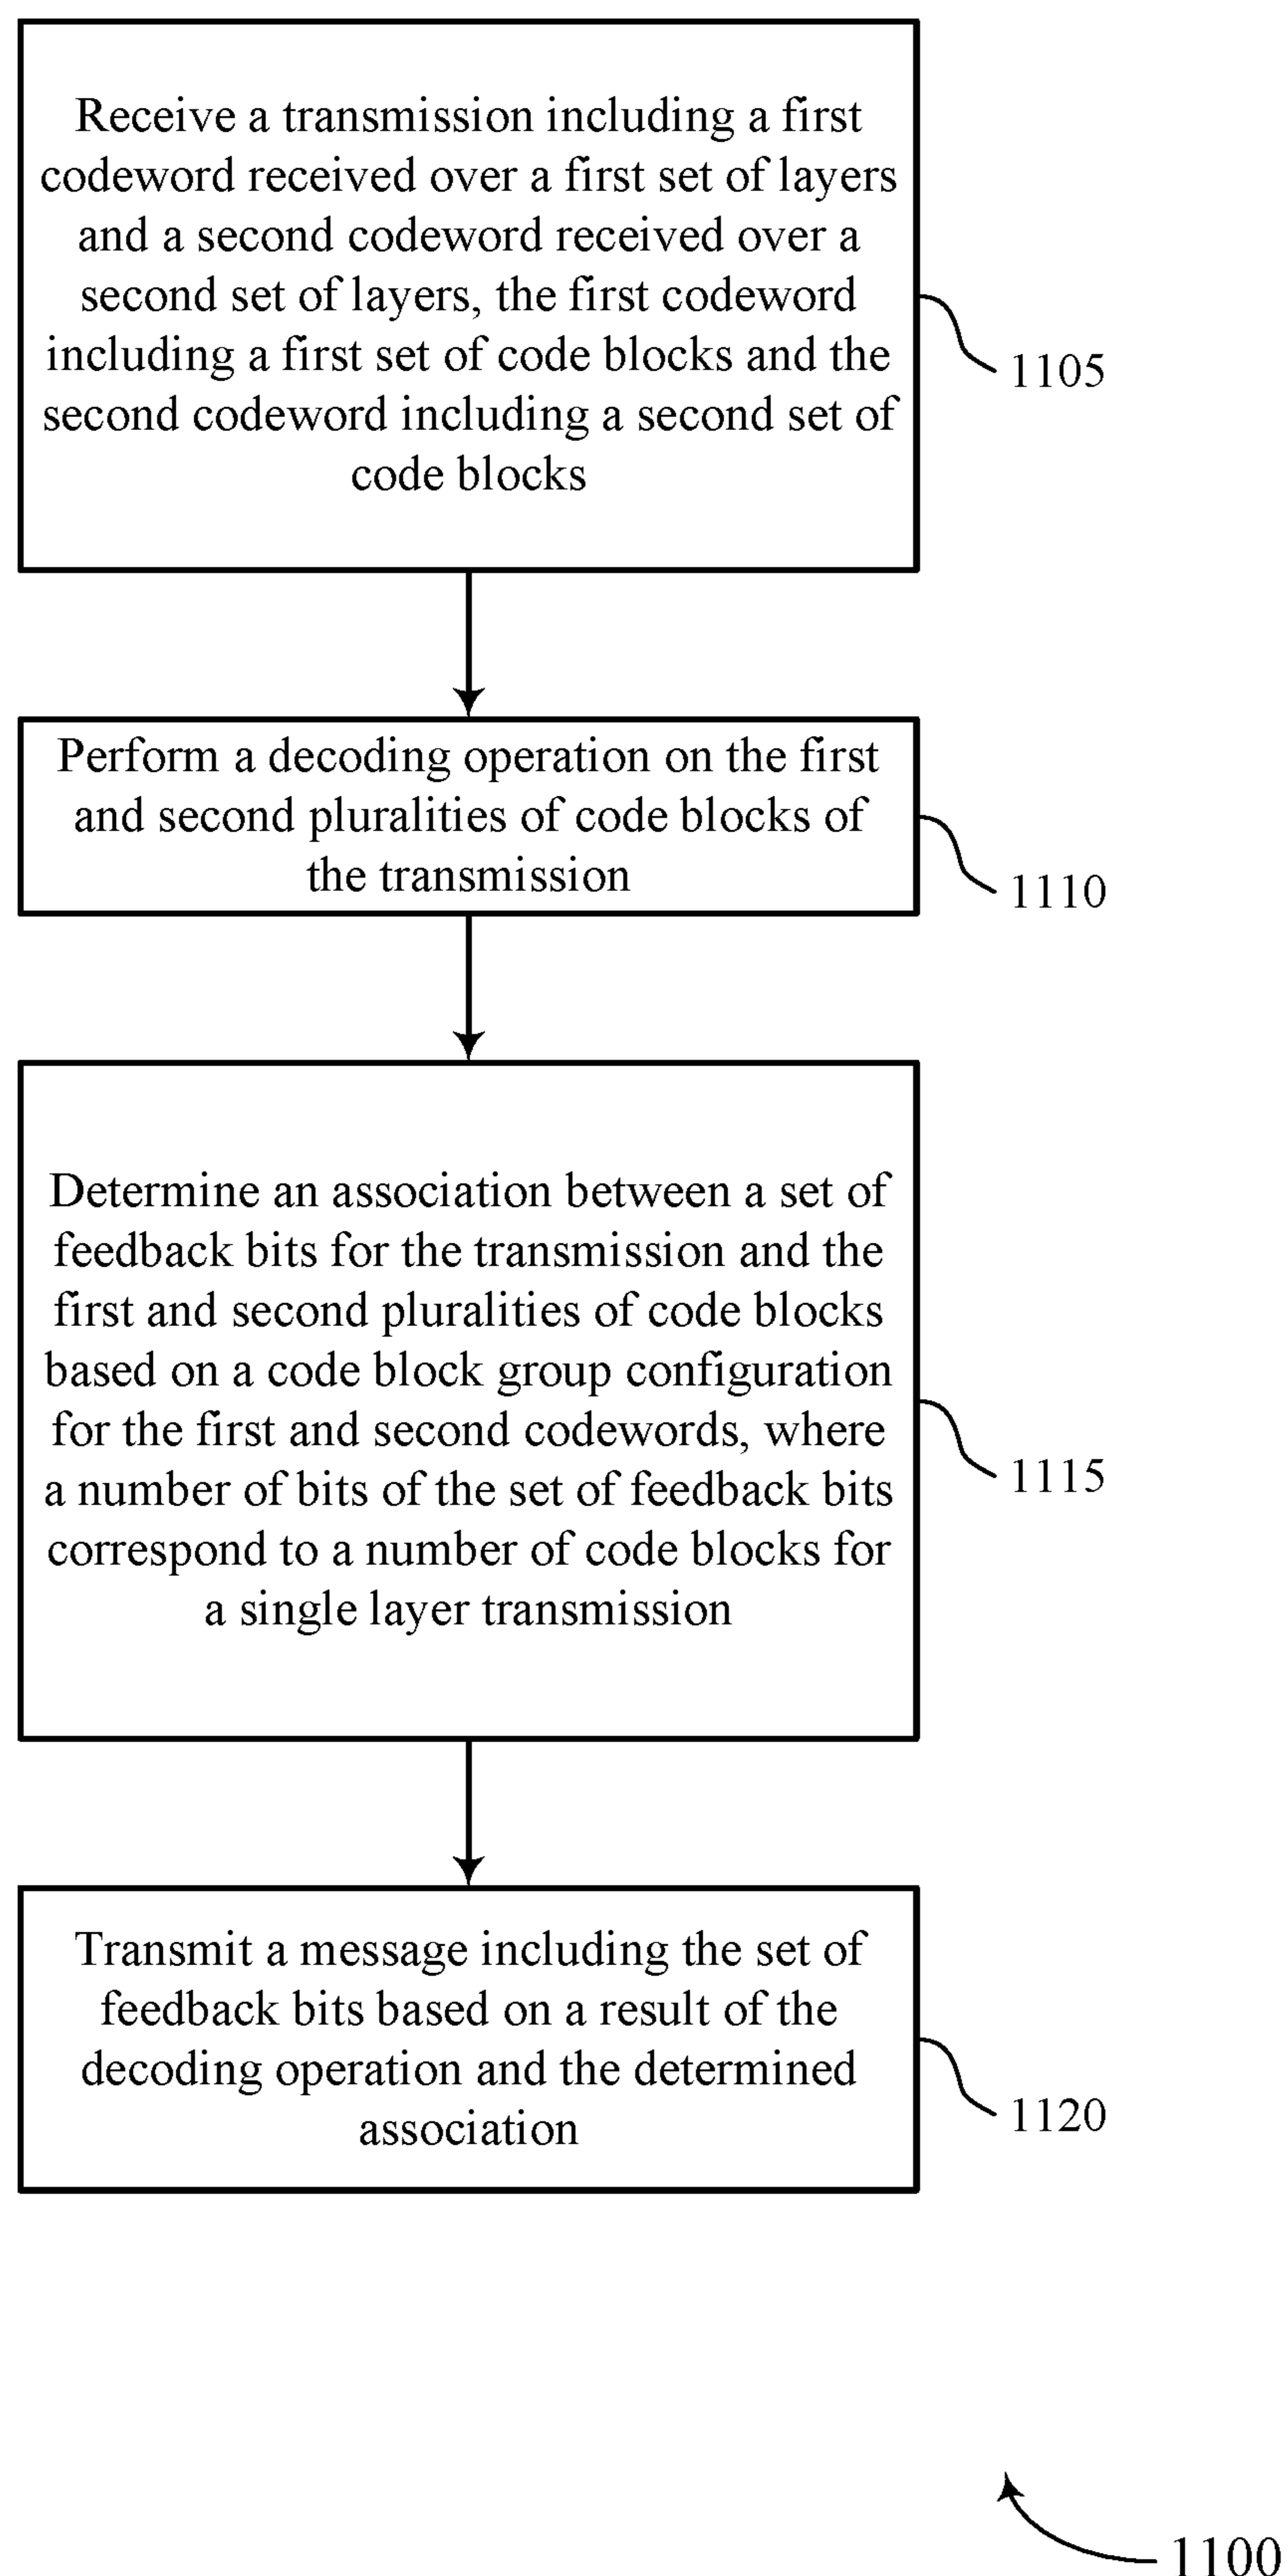 Receive a transmission including a first
codeword received over a first set of layers
and a second codeword received over a
second set of layers, the first codeword
including a first set of code blocks and the
second codeword including a second set of
code blocks
1105
Perform a decoding operation on the first
and second pluralities of code blocks of
the transmission
1110
Determine an association between a set of
feedback bits for the transmission and the
first and second pluralities of code blocks
based on a code block group configuration
for the first and second codewords, where
a number of bits of the set of feedback bits
correspond to a number of code blocks for
a single layer transmission
1115
Transmit a message including the set of
feedback bits based on a result of the
decoding operation and the determined
association
1120
1100